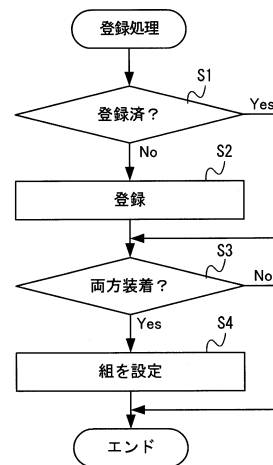 登録処理
S1
登録済？
Yes
No
S2
登録
S3
両方装着？
No
Yes
S4
組を設定
エンド